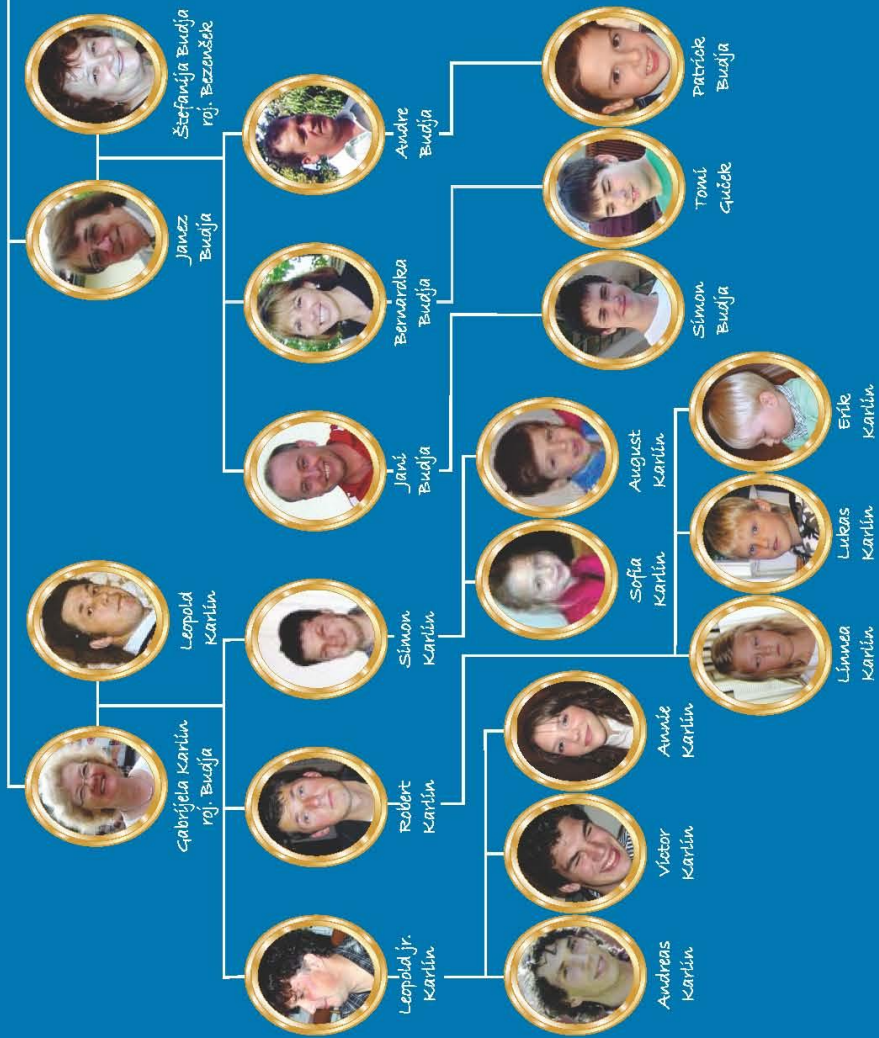 Gabrijela Karlin
roj. Budja
Leopold
Karlin
Janez
Budja
Štefanija Budja
roj. Bezenšek
Leopold jr.
Karlin
Robert
Karlin
Simon
Karlin
Jani
Budja
Bernardka
Budja
Andre
Budja
Andreas
Karlin
Victor
Karlin
Annie
Karlin
Sofia
Karlin
August
Karlin
Simon
Budja
Tomi
Guček
Patrick
Budja
Linnea
Karlin
Lukas
Karlin
Erik
Karlin